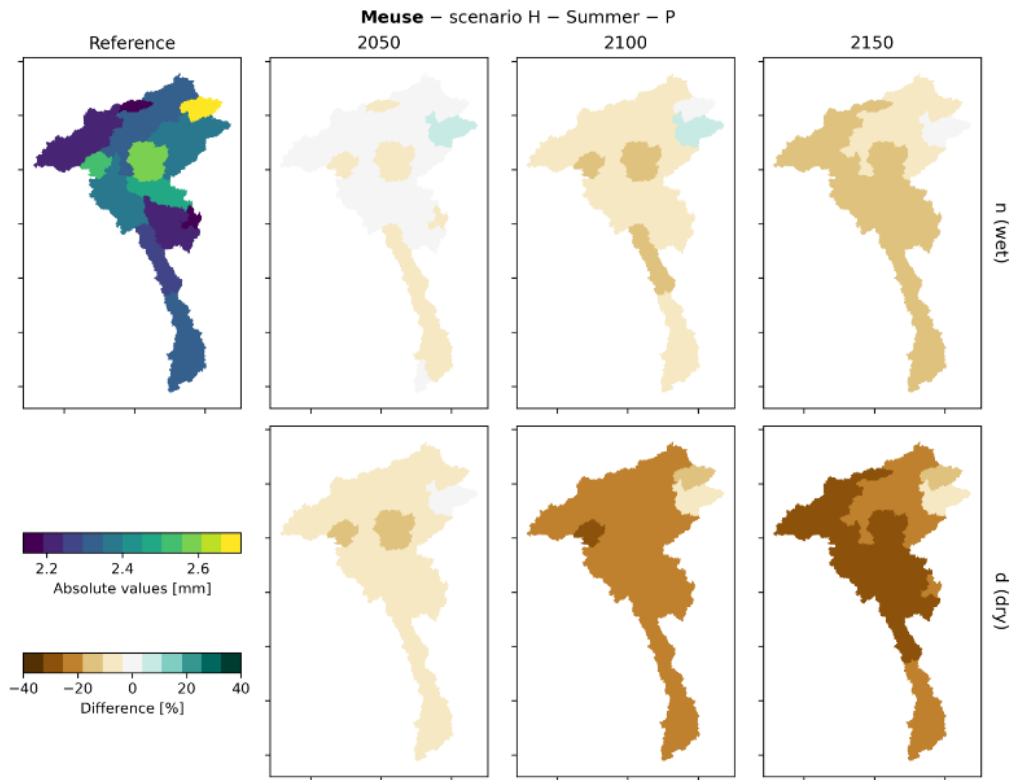 Meuse − scenario H − Summer − P
Reference
2050
2100
2150
n (wet)
2.2 2.4 2.6
Absolute values [mm]
−40 −20 0 20 40
Difference [%]
d (dry)